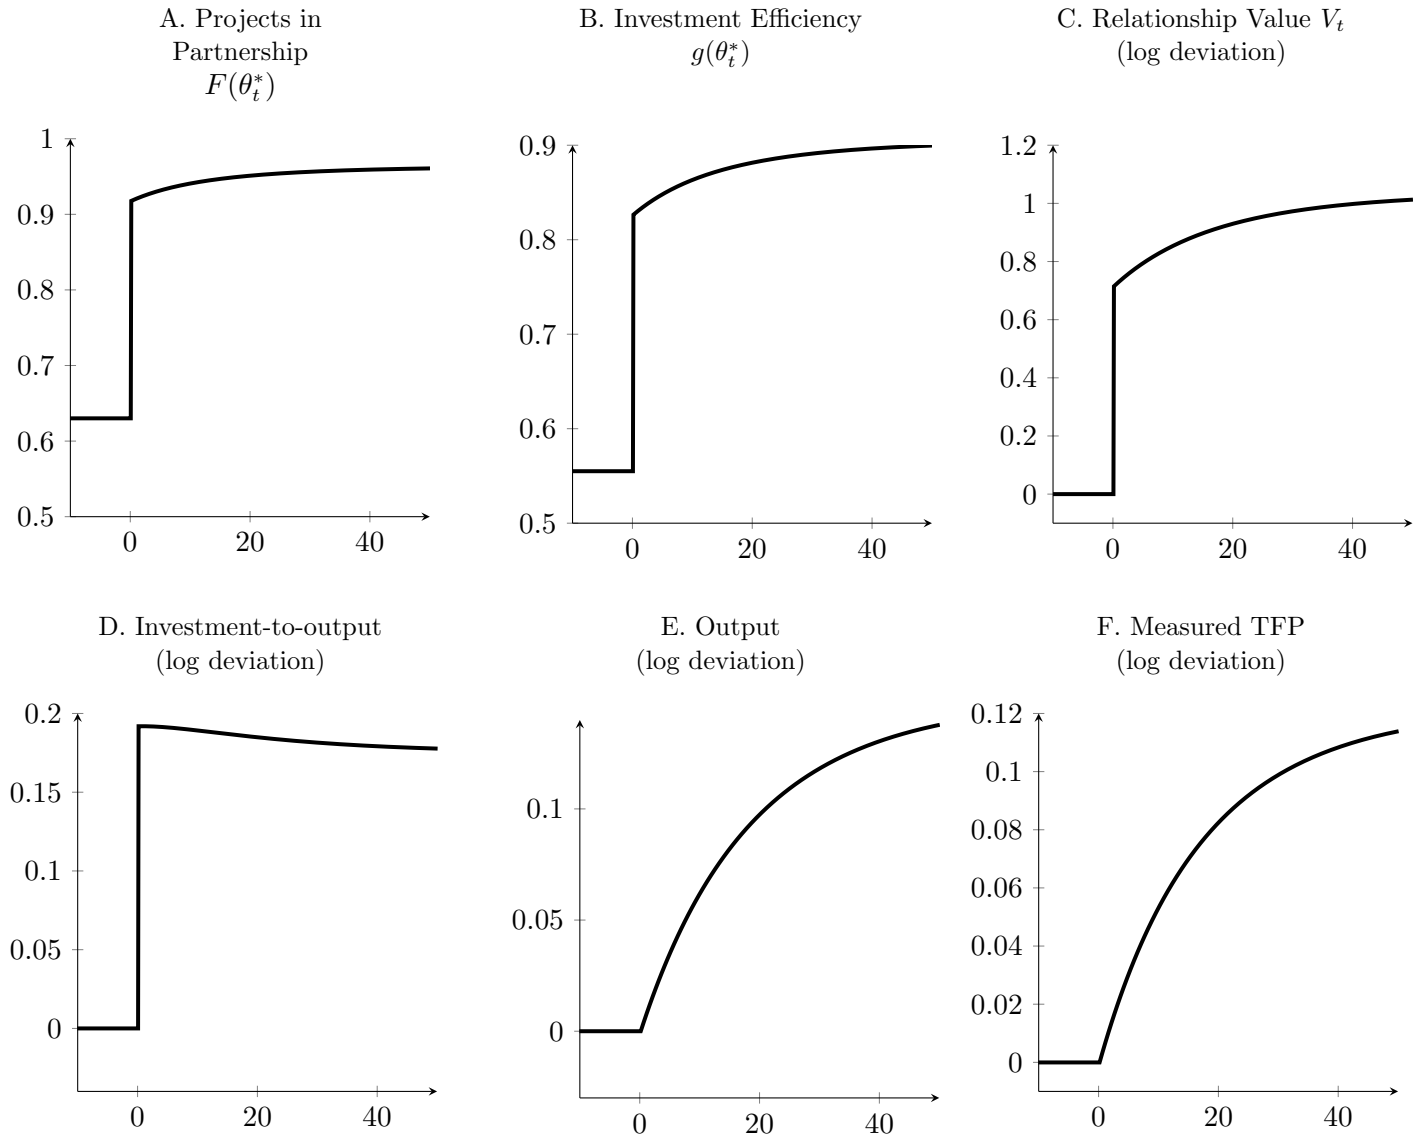 A. Projects in
Partnership
F(θ*t)
1
0.9
0.8
0.7
0.6
0.5
0 20 40
B. Investment Efficiency
g(θ*t)
0.9
0.8
0.7
0.6
0.5
0 20 40
C. Relationship Value Vt
(log deviation)
1.2
1
0.8
0.6
0.4
0.2
0
0 20 40
D. Investment-to-output
(log deviation)
0.2
0.15
0.1
0.05
0
0 20 40
E. Output
(log deviation)
0.1
0.05
0
0 20 40
F. Measured TFP
(log deviation)
0.12
0.1
0.08
0.06
0.04
0.02
0
0 20 40